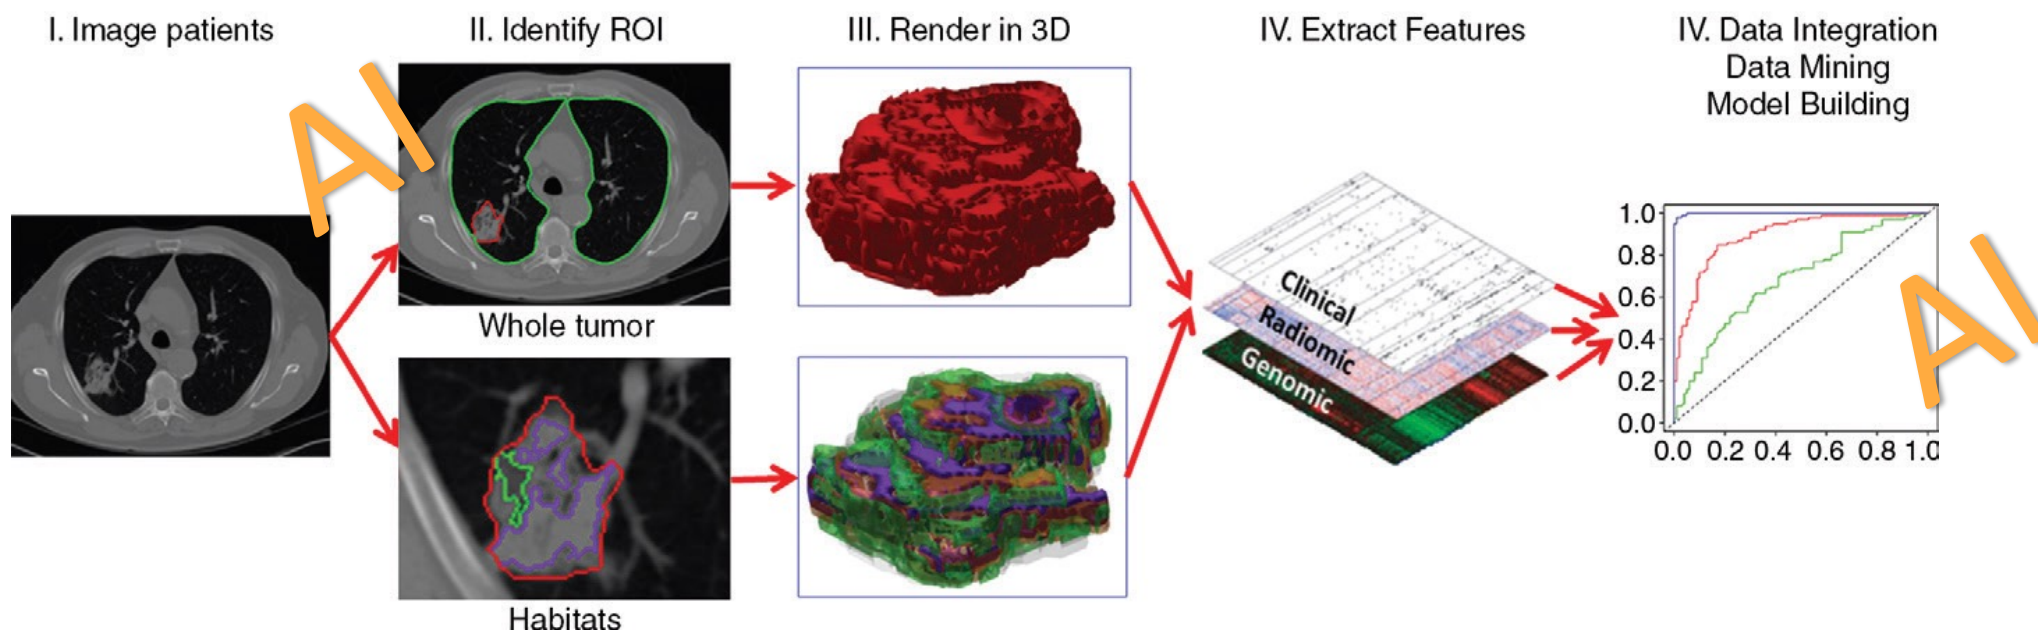 I. Image patients
II. Identify ROI
III. Render in 3D
IV. Extract Features
IV. Data Integration
Data Mining
Model Building
AI
Whole tumor
Habitats
Clinical
Radiomic
Genomic
1.0
0.8
0.6
0.4
0.2
0.0
0.0 0.2 0.4 0.6 0.8 1.0
AI